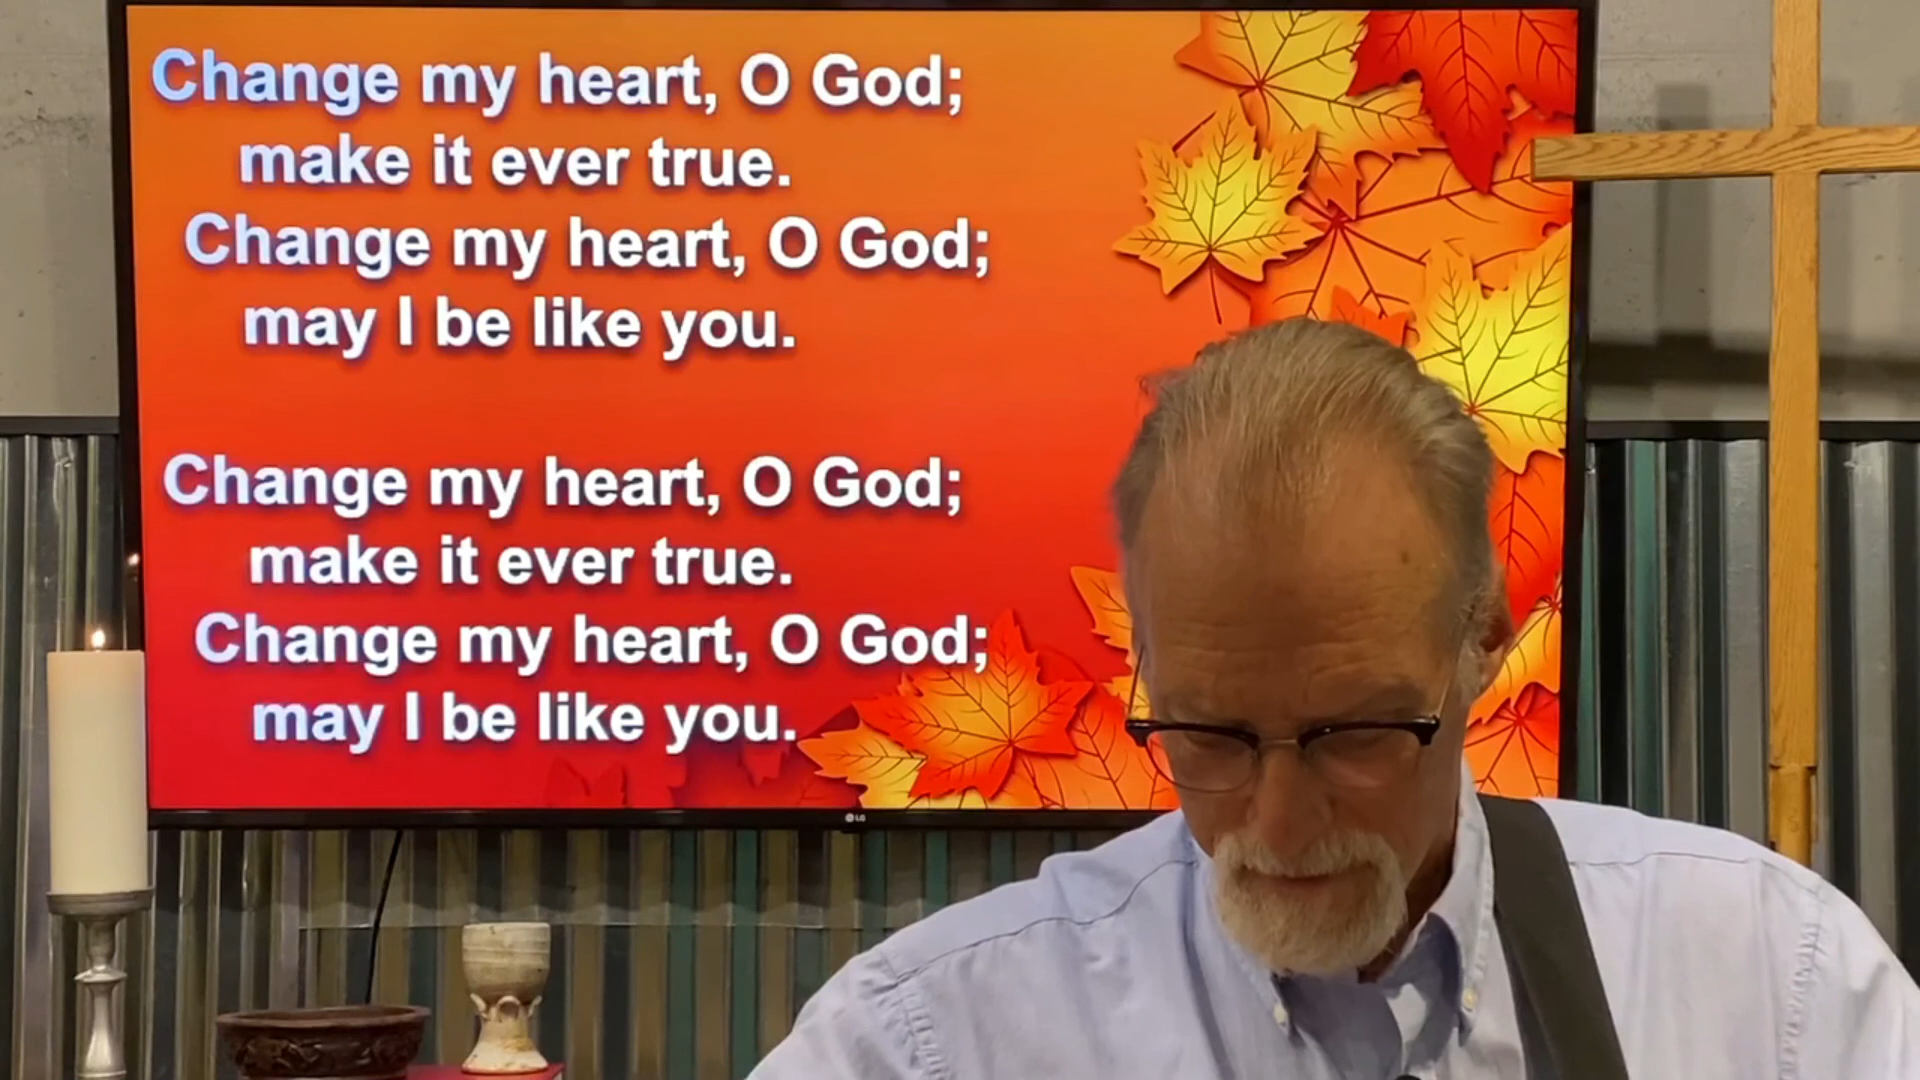 Change my heart, O God;
make it ever true.
Change my heart, O God;
may I be like you.
Change my heart, O God;
make it ever true.
Change my heart, O God;
may I be like you.
LG